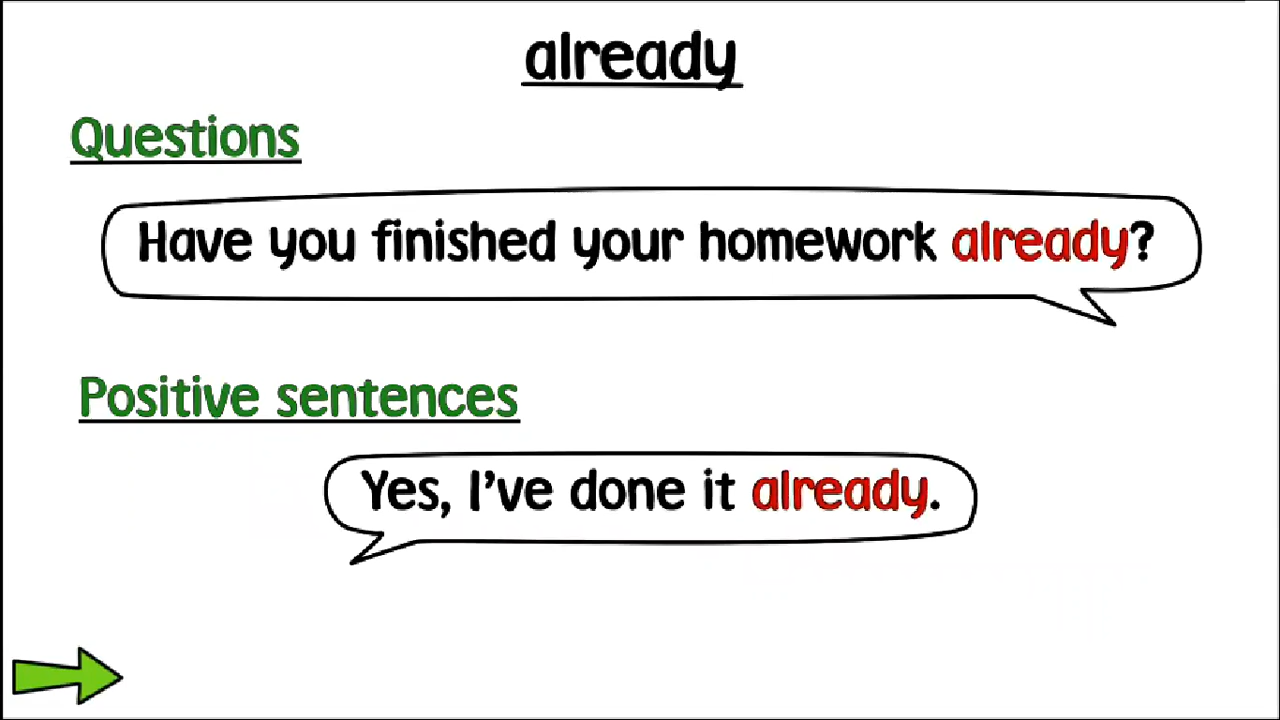 already
Questions
Have you finished your homework already?
Positive sentences
Yes, I've done it already.